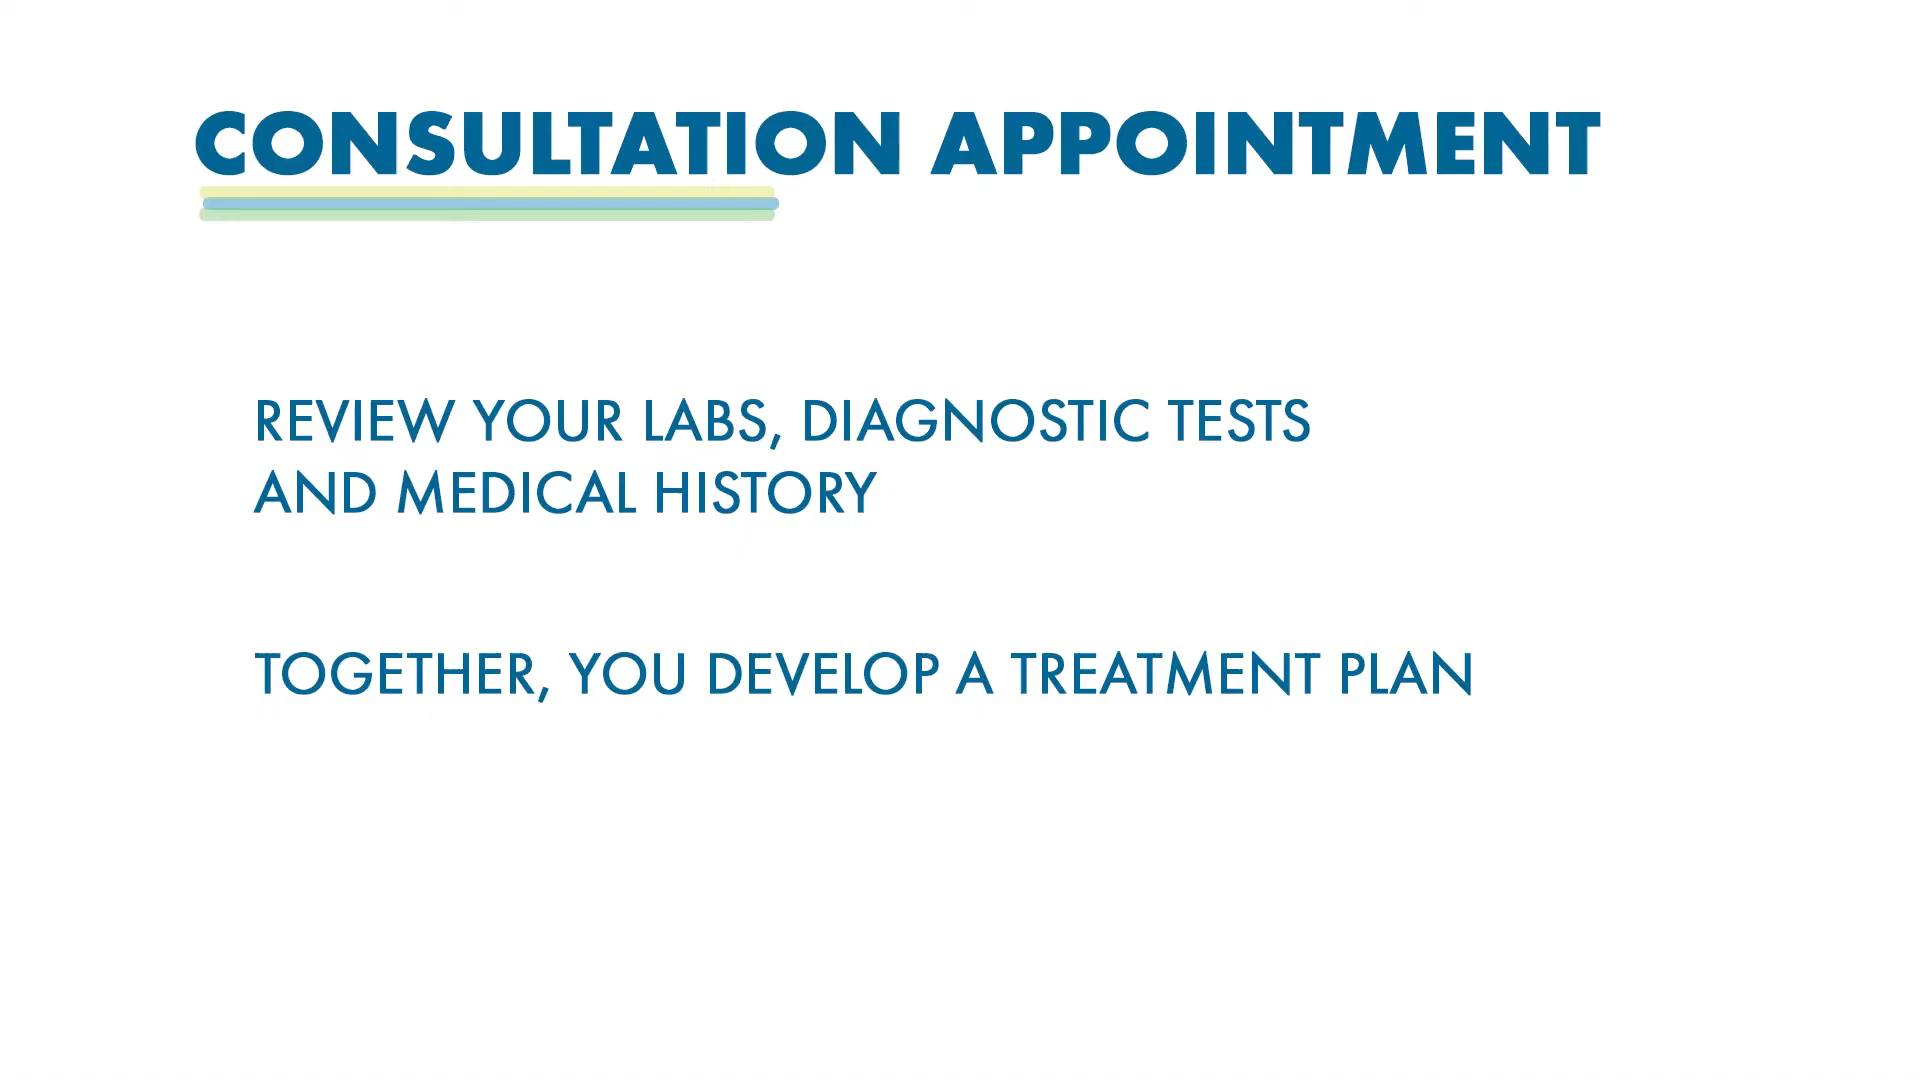 CONSULTATION APPOINTMENT
REVIEW YOUR LABS, DIAGNOSTIC TESTS
AND MEDICAL HISTORY
TOGETHER, YOU DEVELOP A TREATMENT PLAN